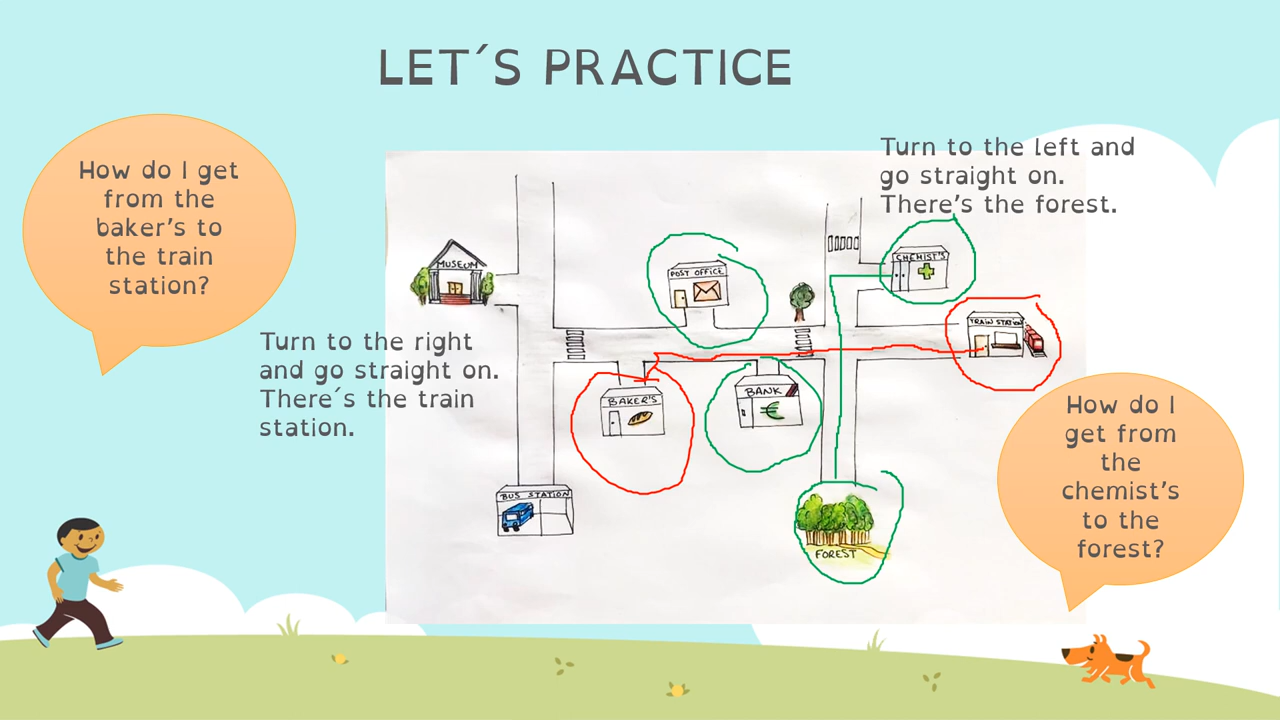 LET´S PRACTICE
How do I get
from the
baker's to
the train
station?
Turn to the right
and go straight on.
There´s the train
station.
Turn to the left and
go straight on.
There's the forest.
MUSEUM
POST OFFICE
CHEMIST'S
TRAIN STATION
BAKER'S
BANK
€
BUS STATION
FOREST
How do I
get from
the
chemist's
to the
forest?